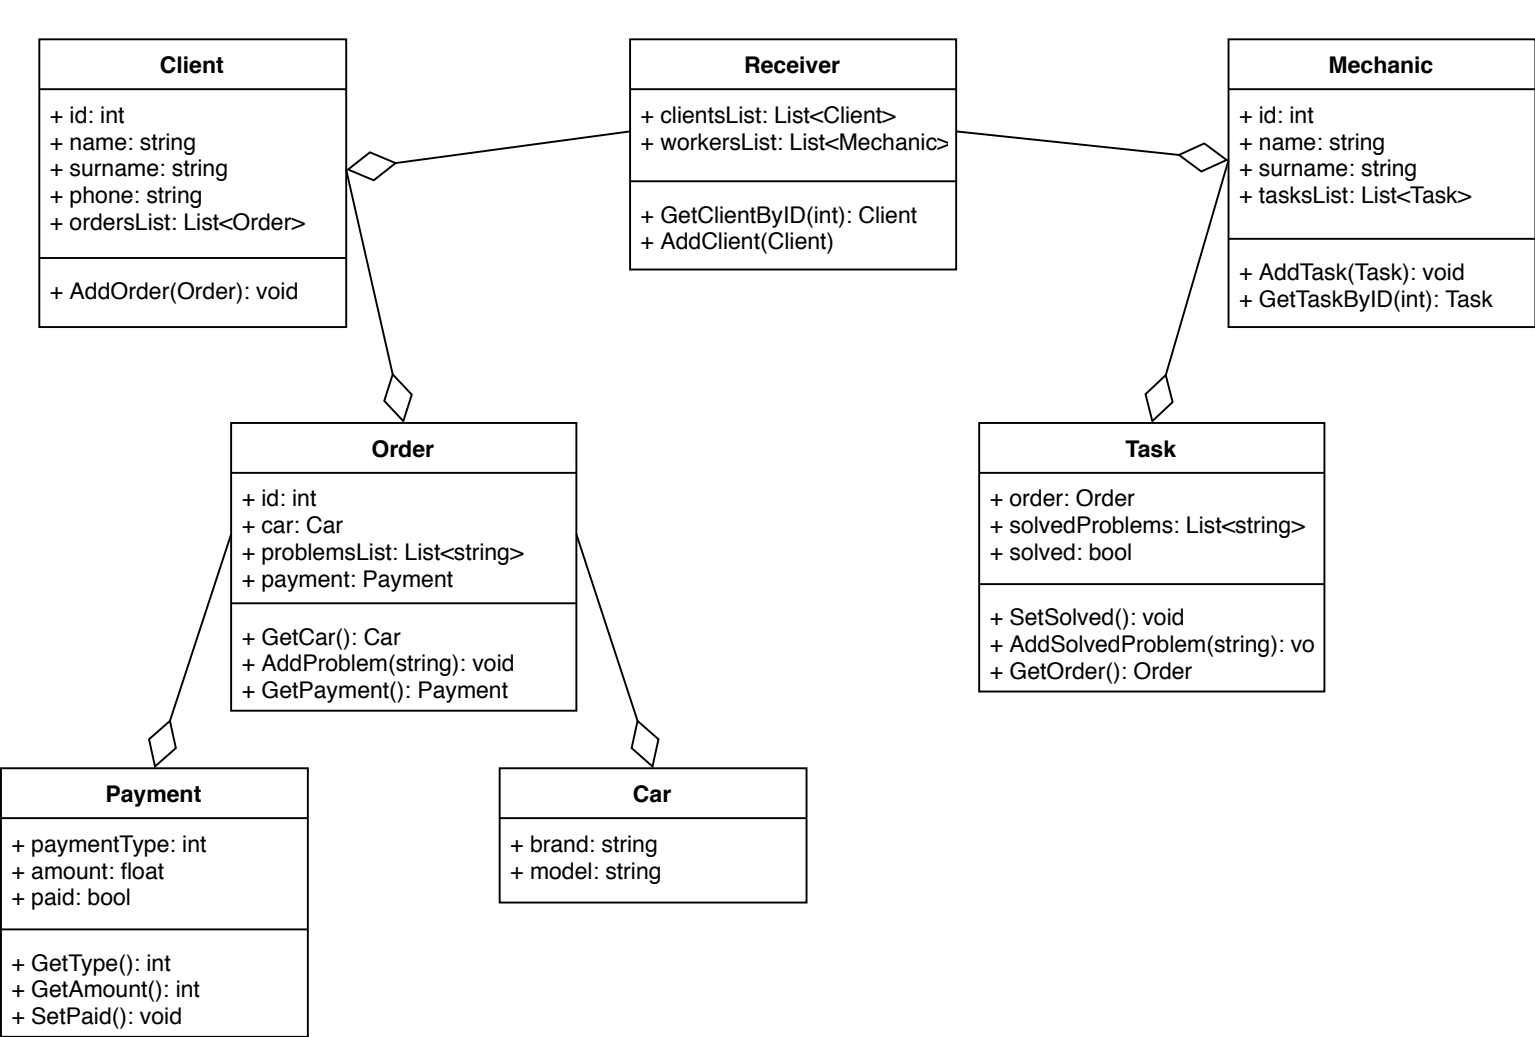 Client
+ id: int
+ name: string
+ surname: string
+ phone: string
+ ordersList: List<Order>
+ AddOrder(Order): void
Receiver
+ clientsList: List<Client>
+ workersList: List<Mechanic>
+ GetClientByID(int): Client
+ AddClient(Client)
Mechanic
+ id: int
+ name: string
+ surname: string
+ tasksList: List<Task>
+ AddTask(Task): void
+ GetTaskByID(int): Task
Order
+ id: int
+ car: Car
+ problemsList: List<string>
+ payment: Payment
+ GetCar(): Car
+ AddProblem(string): void
+ GetPayment(): Payment
Task
+ order: Order
+ solvedProblems: List<string>
+ solved: bool
+ SetSolved(): void
+ AddSolvedProblem(string): vo
+ GetOrder(): Order
Payment
+ paymentType: int
+ amount: float
+ paid: bool
+ GetType(): int
+ GetAmount(): int
+ SetPaid(): void
Car
+ brand: string
+ model: string